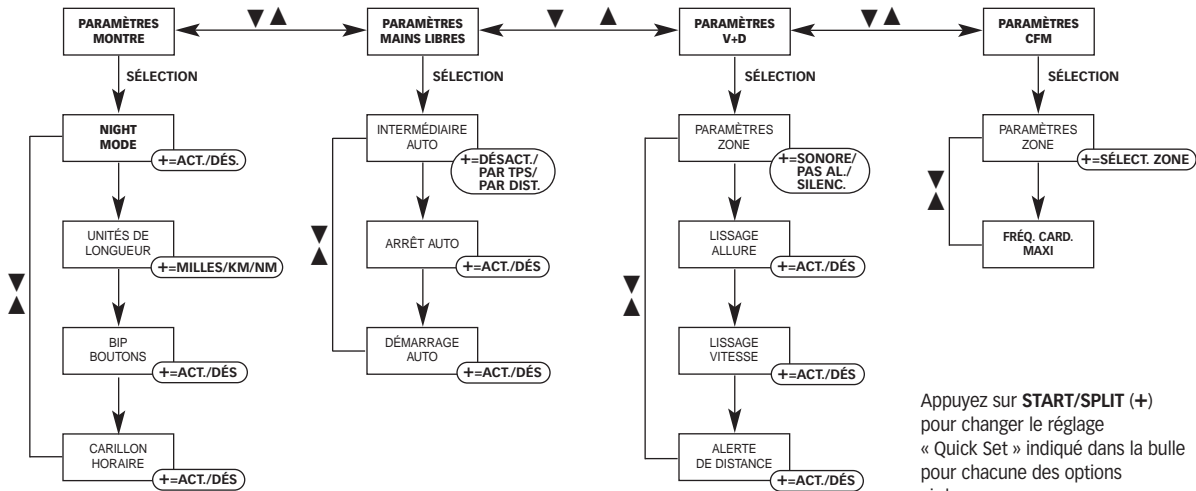 PARAMÈTRES
MONTRE
PARAMÈTRES
MAINS LIBRES
PARAMÈTRES
V+D
PARAMÈTRES
CFM
SÉLECTION
SÉLECTION
SÉLECTION
SÉLECTION
NIGHT
MODE
+=ACT./DÉS.
UNITÉS DE
LONGUEUR
+=MILLES/KM/NM
BIP
BOUTONS
+=ACT./DÉS
CARILLON
HORAIRE
+=ACT./DÉS
INTERMÉDIAIRE
AUTO
+=DÉSACT./
PAR TPS/
PAR DIST.
ARRÊT AUTO
+=ACT./DÉS
DÉMARRAGE
AUTO
+=ACT./DÉS
PARAMÈTRES
ZONE
+=SONORE/
PAS AL./
SILENC.
LISSAGE
ALLURE
+=ACT./DÉS
LISSAGE
VITESSE
+=ACT./DÉS
ALERTE
DE DISTANCE
+=ACT./DÉS
PARAMÈTRES
ZONE
+=SÉLECT. ZONE
FRÉQ. CARD.
MAXI
Appuyez sur START/SPLIT (+)
pour changer le réglage
« Quick Set » indiqué dans la bulle
pour chacune des options